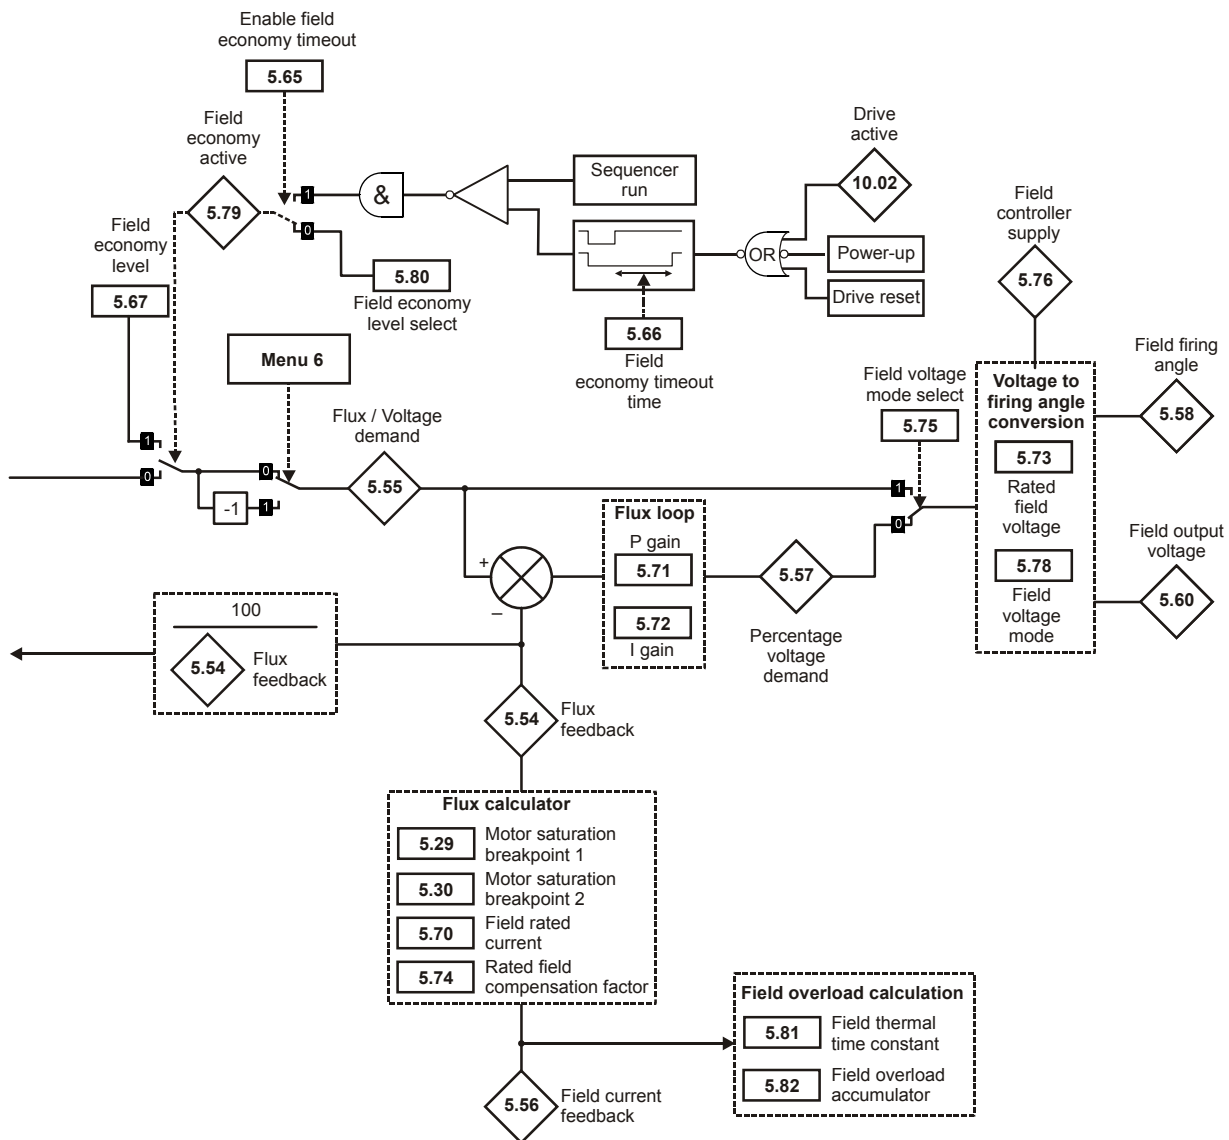 Enable field
economy timeout
5.65
Field
economy
active
5.79
1
0
&
Sequencer
run
Drive
active
10.02
OR
Power-up
Drive reset
5.80
Field economy
level select
5.66
Field
economy timeout
time
Field
controller
supply
5.76
Field
economy
level
5.67
Menu 6
1
0
-1
0
1
Flux / Voltage
demand
5.55
Field voltage
mode select
5.75
1
0
Voltage to
firing angle
conversion
5.73
Rated
field
voltage
5.78
Field
voltage
mode
Field firing
angle
5.58
Field output
voltage
5.60
+
–
Flux loop
P gain
5.71
5.72
I gain
5.57
Percentage
voltage
demand
100
5.54
Flux
feedback
5.54
Flux
feedback
Flux calculator
5.29
Motor saturation
breakpoint 1
5.30
Motor saturation
breakpoint 2
5.70
Field rated
current
5.74
Rated field
compensation factor
Field overload calculation
5.81
Field thermal
time constant
5.82
Field overload
accumulator
5.56
Field current
feedback